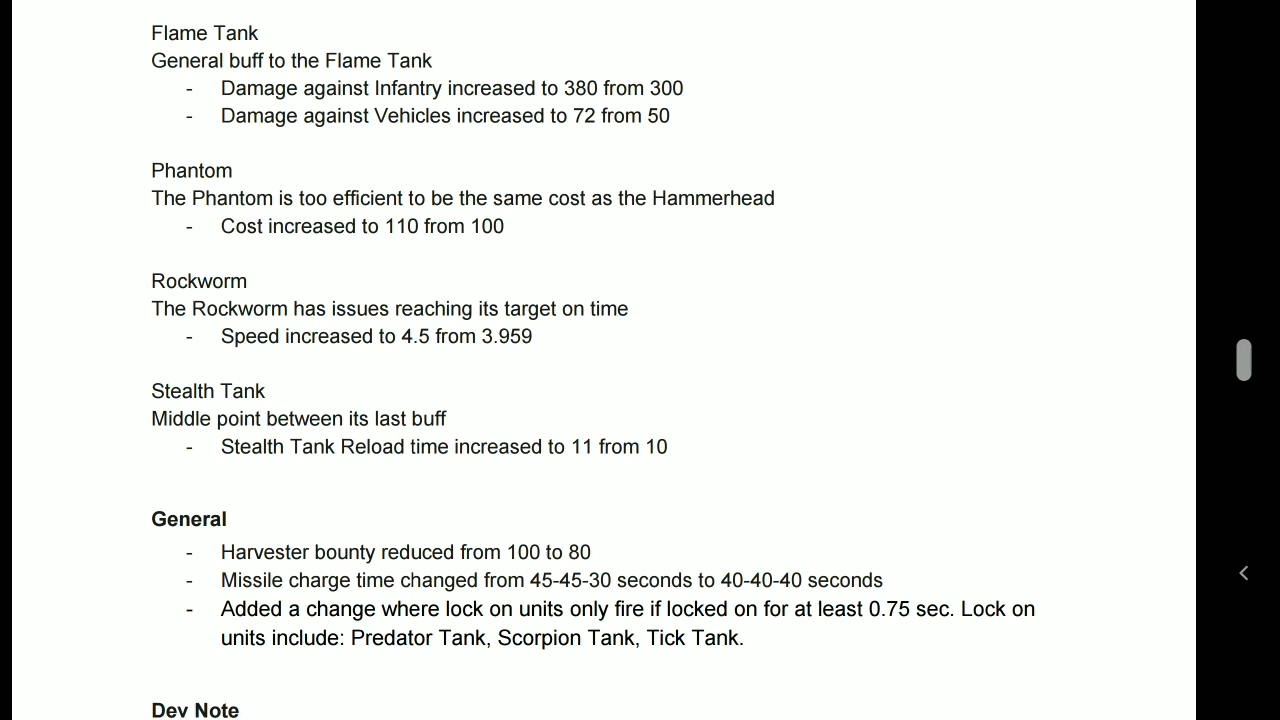 Flame Tank
General buff to the Flame Tank
- Damage against Infantry increased to 380 from 300
- Damage against Vehicles increased to 72 from 50
Phantom
The Phantom is too efficient to be the same cost as the Hammerhead
- Cost increased to 110 from 100
Rockworm
The Rockworm has issues reaching its target on time
- Speed increased to 4.5 from 3.959
Stealth Tank
Middle point between its last buff
- Stealth Tank Reload time increased to 11 from 10
General
- Harvester bounty reduced from 100 to 80
- Missile charge time changed from 45-45-30 seconds to 40-40-40 seconds
- Added a change where lock on units only fire if locked on for at least 0.75 sec. Lock on
units include: Predator Tank, Scorpion Tank, Tick Tank.
Dev Note